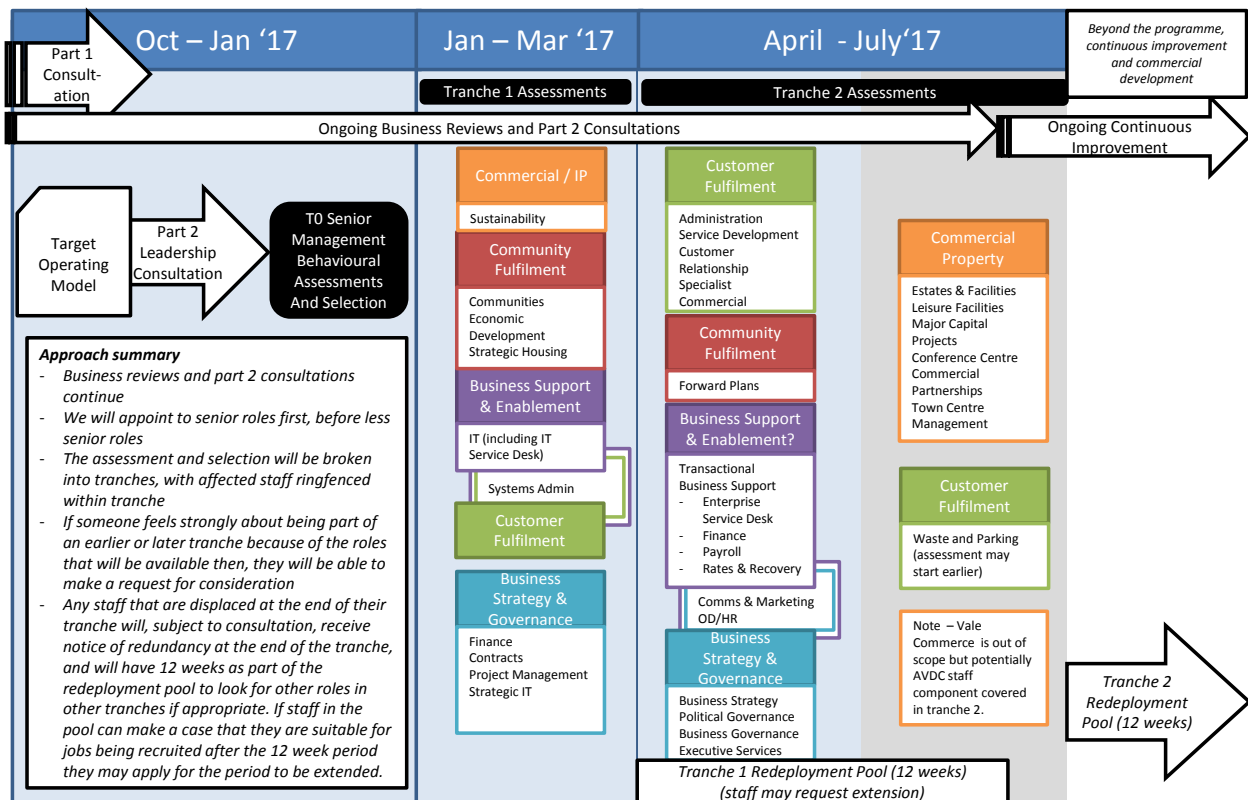 Oct – Jan ‘17
Jan – Mar ‘17
April - July‘17
Beyond the programme,
continuous improvement
and commercial
development
Part 1
Consult-
ation
Tranche 1 Assessments
Tranche 2 Assessments
Ongoing Business Reviews and Part 2 Consultations
Ongoing Continuous
Improvement
Target
Operating
Model
Part 2
Leadership
Consultation
T0 Senior
Management
Behavioural
Assessments
And Selection
Approach summary
- Business reviews and part 2 consultations
continue
- We will appoint to senior roles first, before less
senior roles
- The assessment and selection will be broken
into tranches, with affected staff ringfenced
within tranche
- If someone feels strongly about being part of
an earlier or later tranche because of the roles
that will be available then, they will be able to
make a request for consideration
- Any staff that are displaced at the end of their
tranche will, subject to consultation, receive
notice of redundancy at the end of the tranche,
and will have 12 weeks as part of the
redeployment pool to look for other roles in
other tranches if appropriate. If staff in the
pool can make a case that they are suitable for
jobs being recruited after the 12 week period
they may apply for the period to be extended.
Commercial / IP
Sustainability
Community
Fulfilment
Communities
Economic
Development
Strategic Housing
Business Support
& Enablement
IT (including IT
Service Desk)
Systems Admin
Customer
Fulfilment
Business
Strategy &
Governance
Finance
Contracts
Project Management
Strategic IT
Customer
Fulfilment
Administration
Service Development
Customer
Relationship
Specialist
Commercial
Community
Fulfilment
Forward Plans
Business Support
& Enablement?
Transactional
Business Support
- Enterprise
Service Desk
- Finance
- Payroll
- Rates & Recovery
Comms & Marketing
OD/HR
Business
Strategy &
Governance
Business Strategy
Political Governance
Business Governance
Executive Services
Tranche 1 Redeployment Pool (12 weeks)
(staff may request extension)
Commercial
Property
Estates & Facilities
Leisure Facilities
Major Capital
Projects
Conference Centre
Commercial
Partnerships
Town Centre
Management
Customer
Fulfilment
Waste and Parking
(assessment may
start earlier)
Note – Vale
Commerce is out of
scope but potentially
AVDC staff
component covered
in tranche 2.
Tranche 2
Redeployment
Pool (12 weeks)